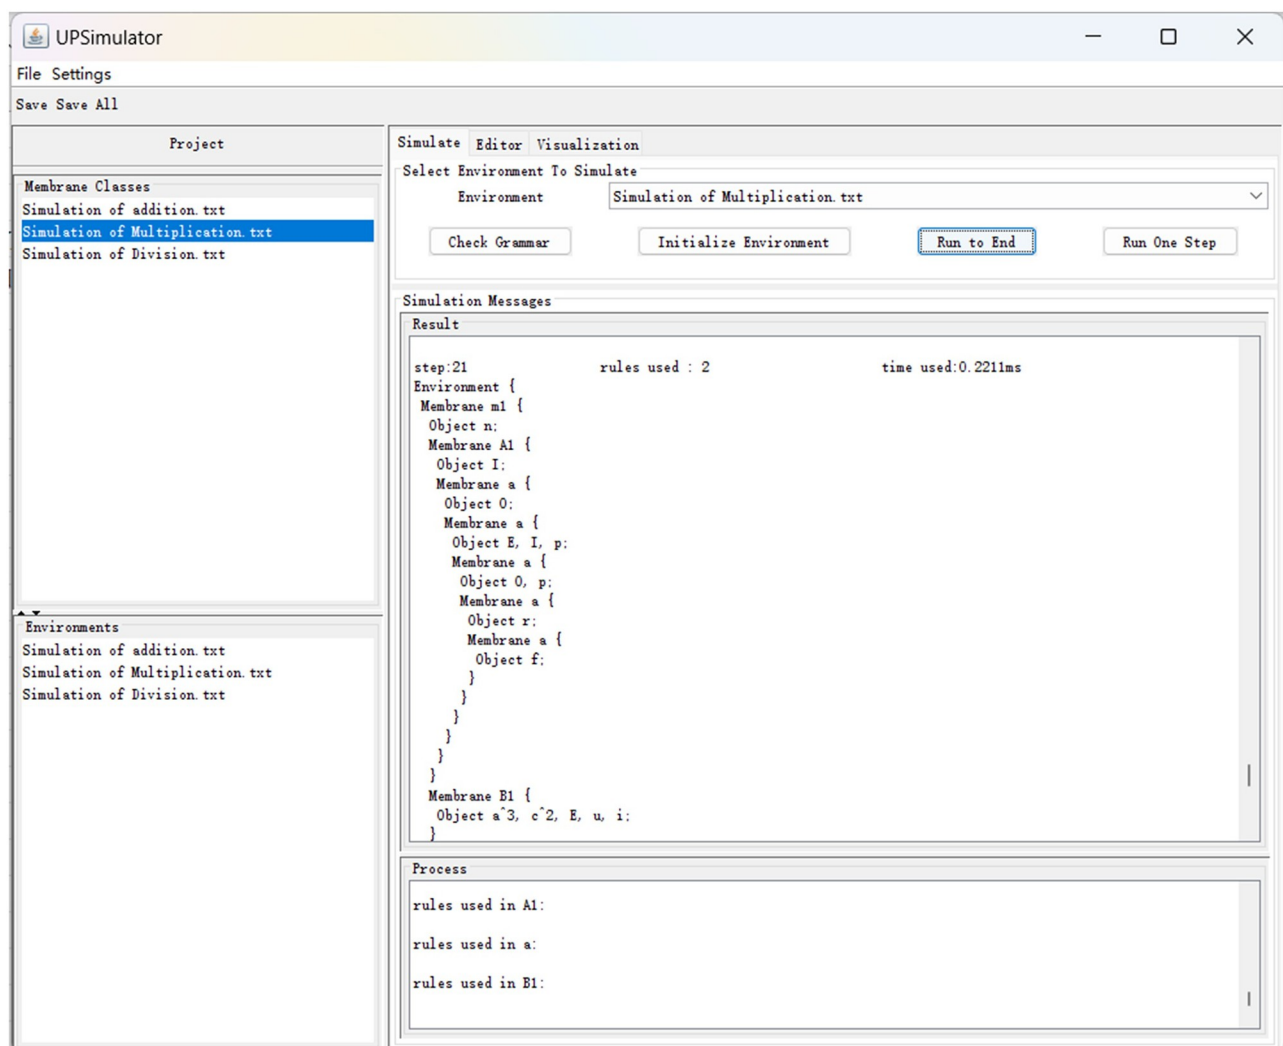 UPSimulator
File Settings
Save Save All
Project
Membrane Classes
Simulation of addition.txt
Simulation of Multiplication.txt
Simulation of Division.txt
Environments
Simulation of addition.txt
Simulation of Multiplication.txt
Simulation of Division.txt
Simulate Editor Visualization
Select Environment To Simulate
Environment Simulation of Multiplication.txt
Check Grammar Initialize Environment Run to End Run One Step
Simulation Messages
Result
step:21 rules used : 2 time used:0.2211ms
Environment {
Membrane m1 {
Object n;
Membrane A1 {
Object I;
Membrane a {
Object O;
Membrane a {
Object E, I, p;
Membrane a {
Object O, p;
Membrane a {
Object r;
Membrane a {
Object f;
}
}
}
}
}
}
Membrane B1 {
Object a^3, c^2, E, u, i;
}
Process
rules used in A1:
rules used in a:
rules used in B1: